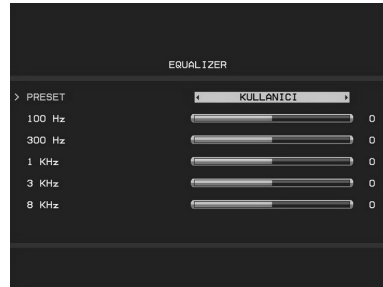 EQUALIZER
> PRESET KULLANICI
100 Hz 0
300 Hz 0
1 KHz 0
3 KHz 0
8 KHz 0